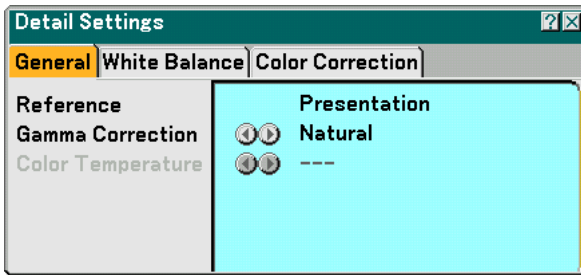 Detail Settings ? X
General White Balance Color Correction
Reference Presentation
Gamma Correction Natural
Color Temperature ---